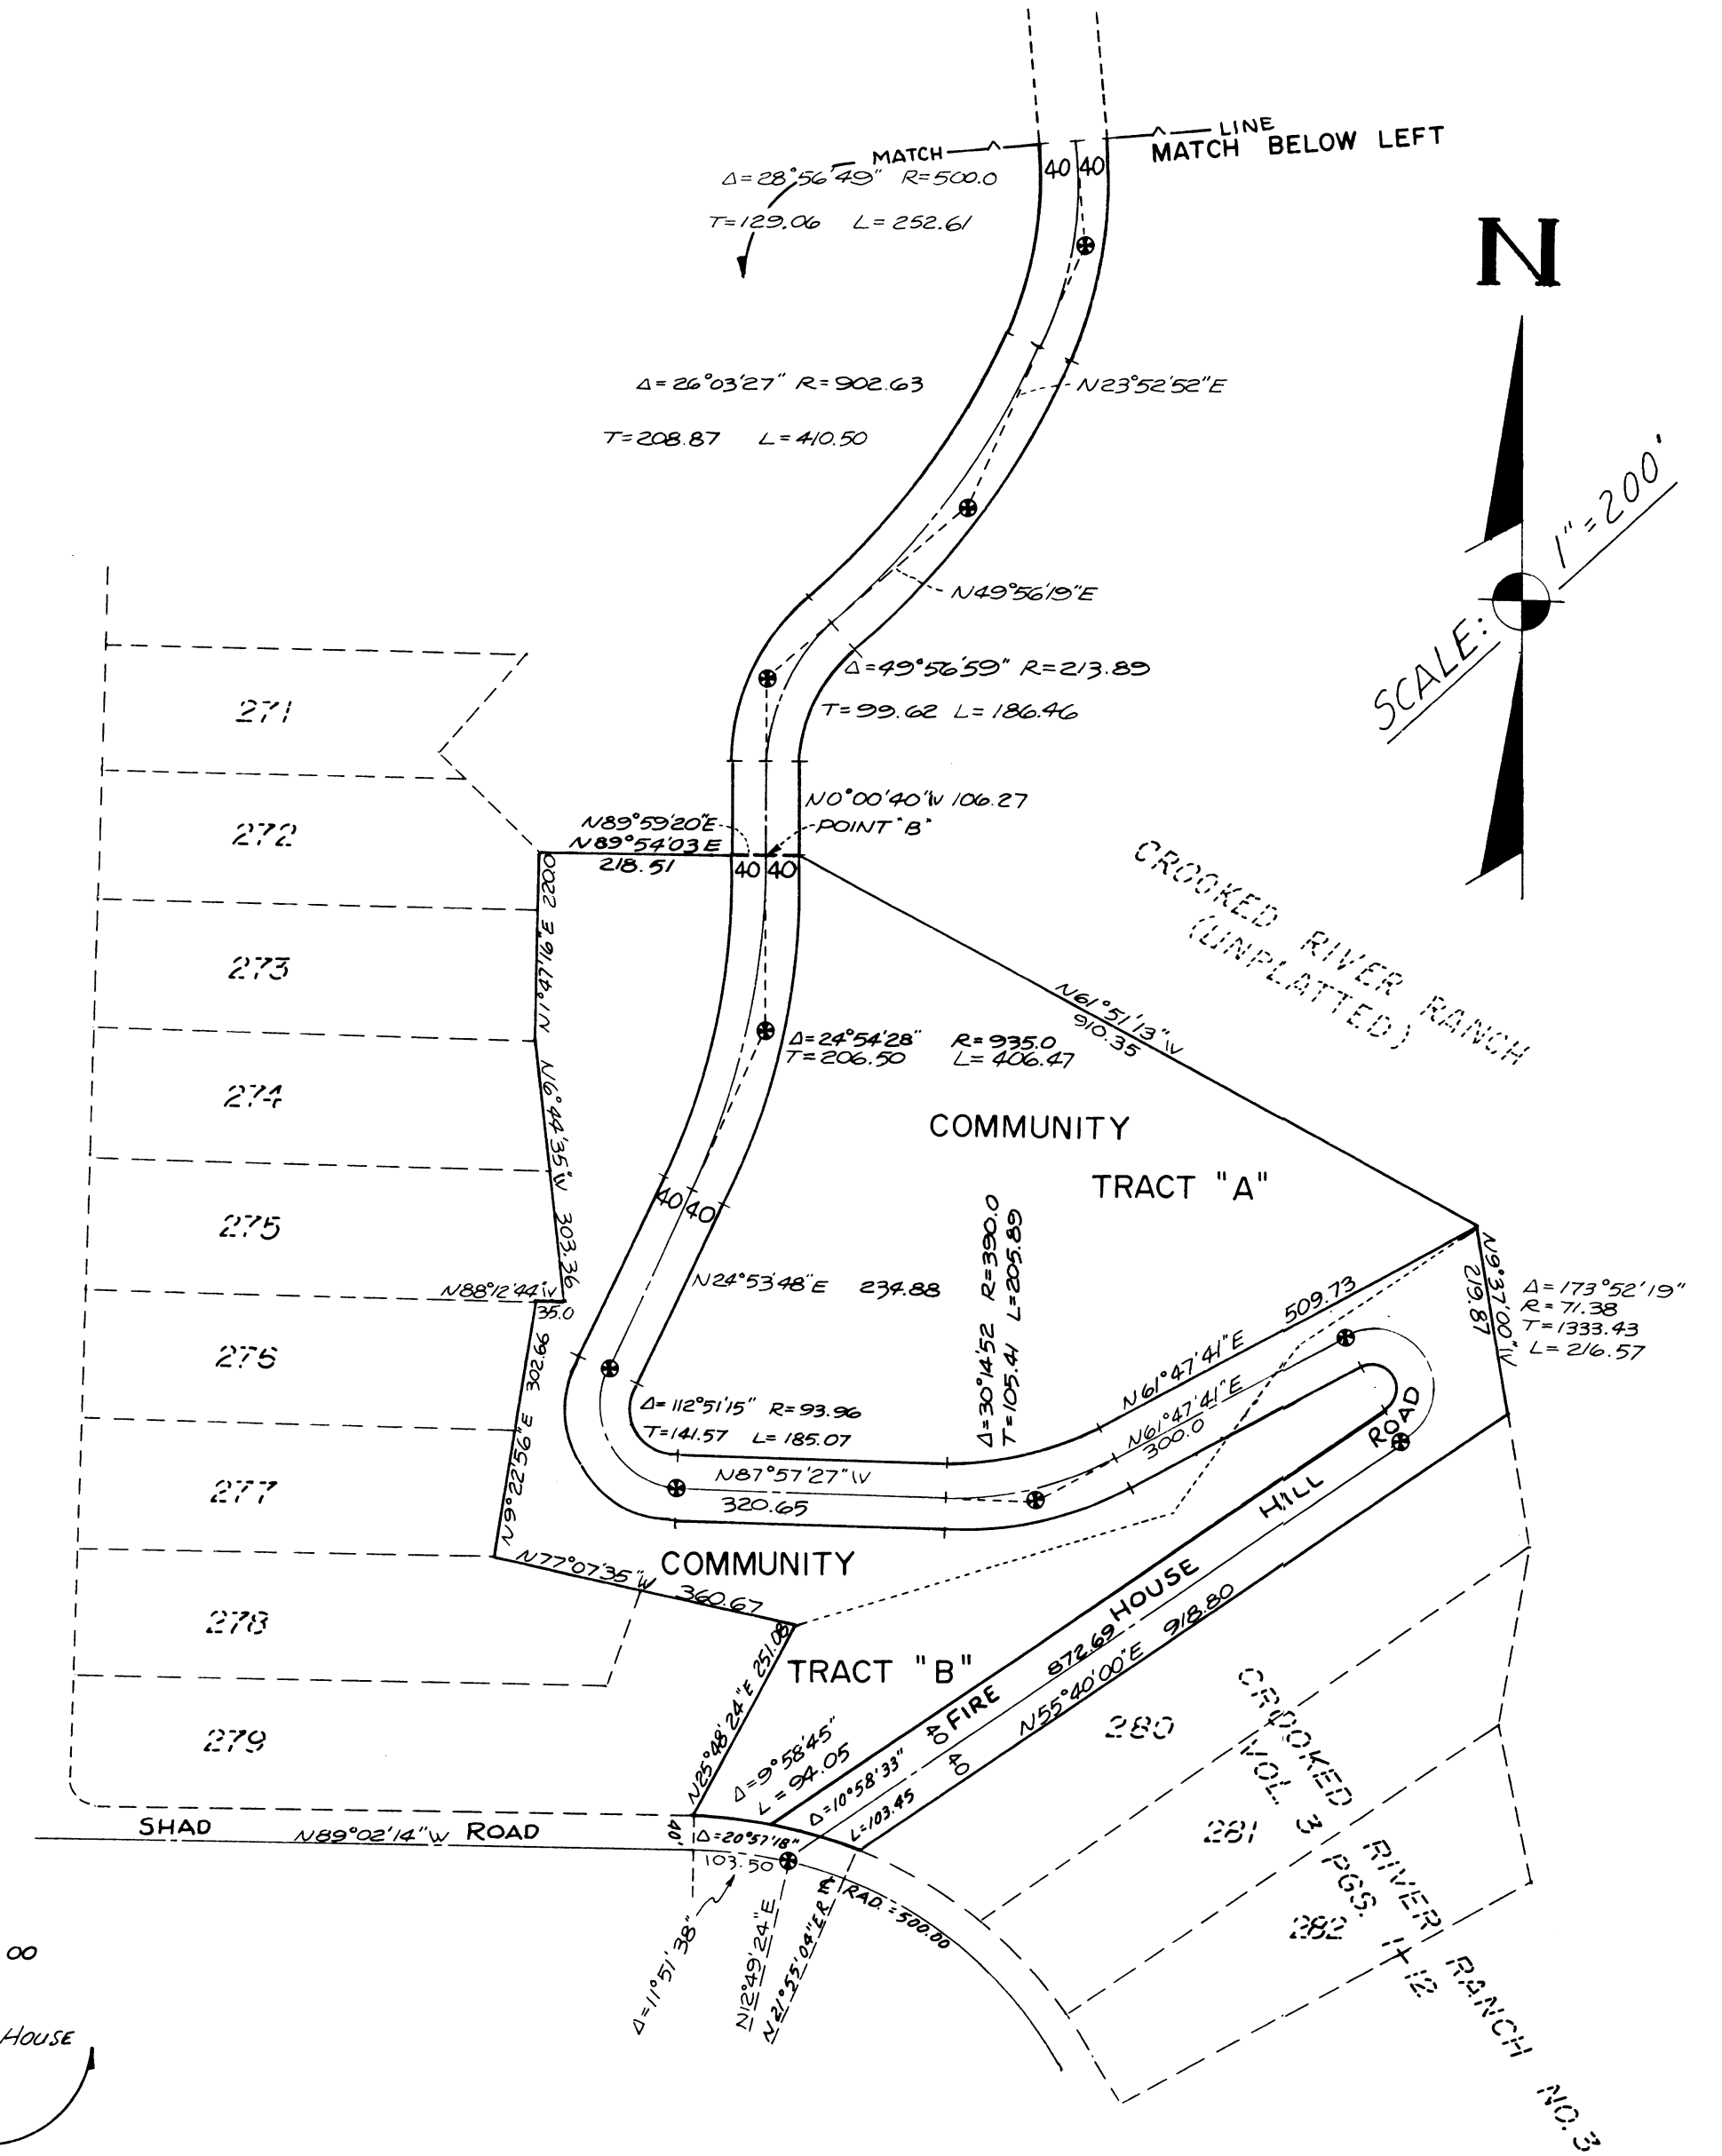 MATCH
LINE
MATCH BELOW LEFT
Δ=28°56'49" R=500.0
T=129.06 L=252.61
40 40
N
Δ=26°03'27" R=902.63
T=208.87 L=410.50
N23°52'52"E
SCALE: 1"=200'
N49°56'19"E
Δ=49°56'59" R=213.89
T=99.62 L=186.46
271
N0°00'40"W 106.27
POINT "B"
N89°59'20"E
N89°54'03E
218.51
40 40
272
CROOKED RIVER RANCH
(UNPLATTED)
N1°47'16"E 220.0
273
N61°51'13"W
910.35
Δ=24°54'28" R=935.0
T=206.50 L=406.47
274
N6°44'35"W 303.36
COMMUNITY
TRACT "A"
40 40
275
N88°12'44"W
35.0
N24°53'48"E 234.88
Δ=30°14'52 R=390.0
T=105.41 L=205.89
509.73
N61°47'41"E
N9°37'00"W
219.87
Δ=173°52'19"
R=71.38
T=1333.43
L=216.57
276
N9°22'56"E 302.66
Δ=112°51'15" R=93.96
T=141.57 L=185.07
N61°47'41"E
300.0
N87°57'27"W
320.65
277
FIRE HOUSE HILL ROAD
N77°07'35"W
360.67
COMMUNITY
TRACT "B"
278
N25°48'24"E 251.08
872.69
N55°40'00"E 918.80
40
40
279
Δ=9°58'45"
L=94.05
Δ=10°58'33"
L=103.45
280
281
282
CROOKED RIVER RANCH NO. 3
VOL. 3 PGS. 11+12
SHAD ROAD
N89°02'14"W
40'
Δ=20°57'18"
103.50
Δ=11°51'38"
N12°49'24"E
N21°55'04"E
RAD.=500.00
00
HOUSE